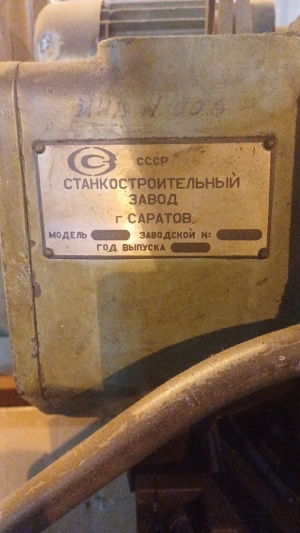 СССР
СТАНКОСТРОИТЕЛЬНЫЙ
ЗАВОД
г САРАТОВ
МОДЕЛЬ ЗАВОДСКОЙ №
ГОД ВЫПУСКА